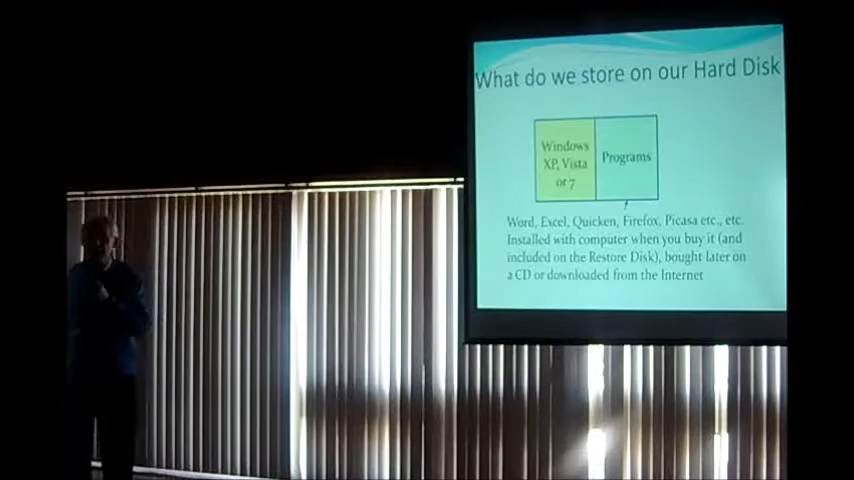 What do we store on our Hard Disk
Windows
XP, Vista
or 7
Programs
Word, Excel, Quicken, Firefox, Picasa etc., etc.
Installed with computer when you buy it (and
included on the Restore Disk), bought later on
a CD or downloaded from the Internet